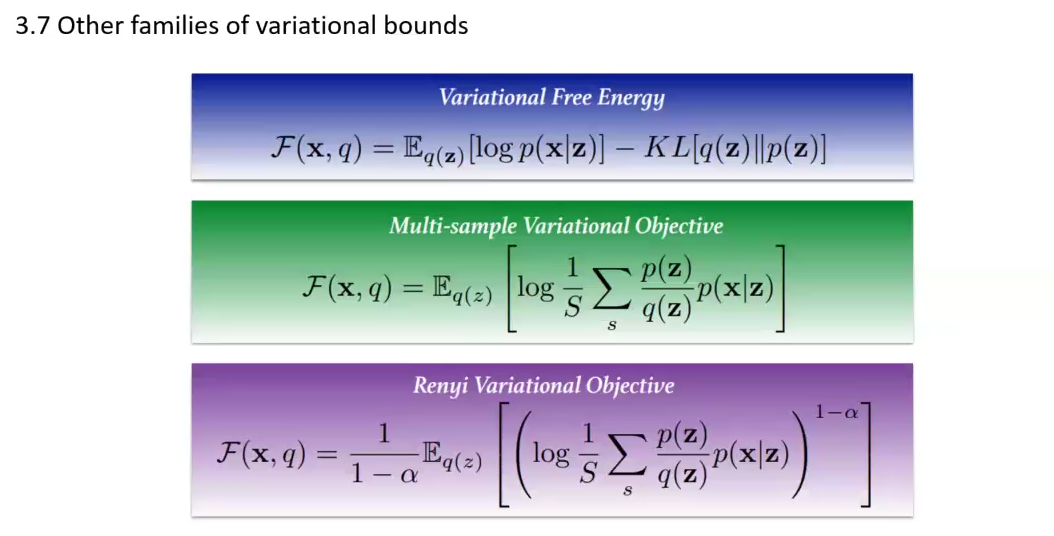 3.7 Other families of variational bounds
Variational Free Energy
$\mathcal{F}(\mathbf{x}, q) = \mathbb{E}_{q(\mathbf{z})}[\log p(\mathbf{x}|\mathbf{z})] - KL[q(\mathbf{z})\|p(\mathbf{z})]$
Multi-sample Variational Objective
$\mathcal{F}(\mathbf{x}, q) = \mathbb{E}_{q(z)} \left[ \log \frac{1}{S} \sum_{s} \frac{p(\mathbf{z})}{q(\mathbf{z})} p(\mathbf{x}|\mathbf{z}) \right]$
Renyi Variational Objective
$\mathcal{F}(\mathbf{x}, q) = \frac{1}{1-\alpha} \mathbb{E}_{q(z)} \left[ \left( \log \frac{1}{S} \sum_{s} \frac{p(\mathbf{z})}{q(\mathbf{z})} p(\mathbf{x}|\mathbf{z}) \right)^{1-\alpha} \right]$